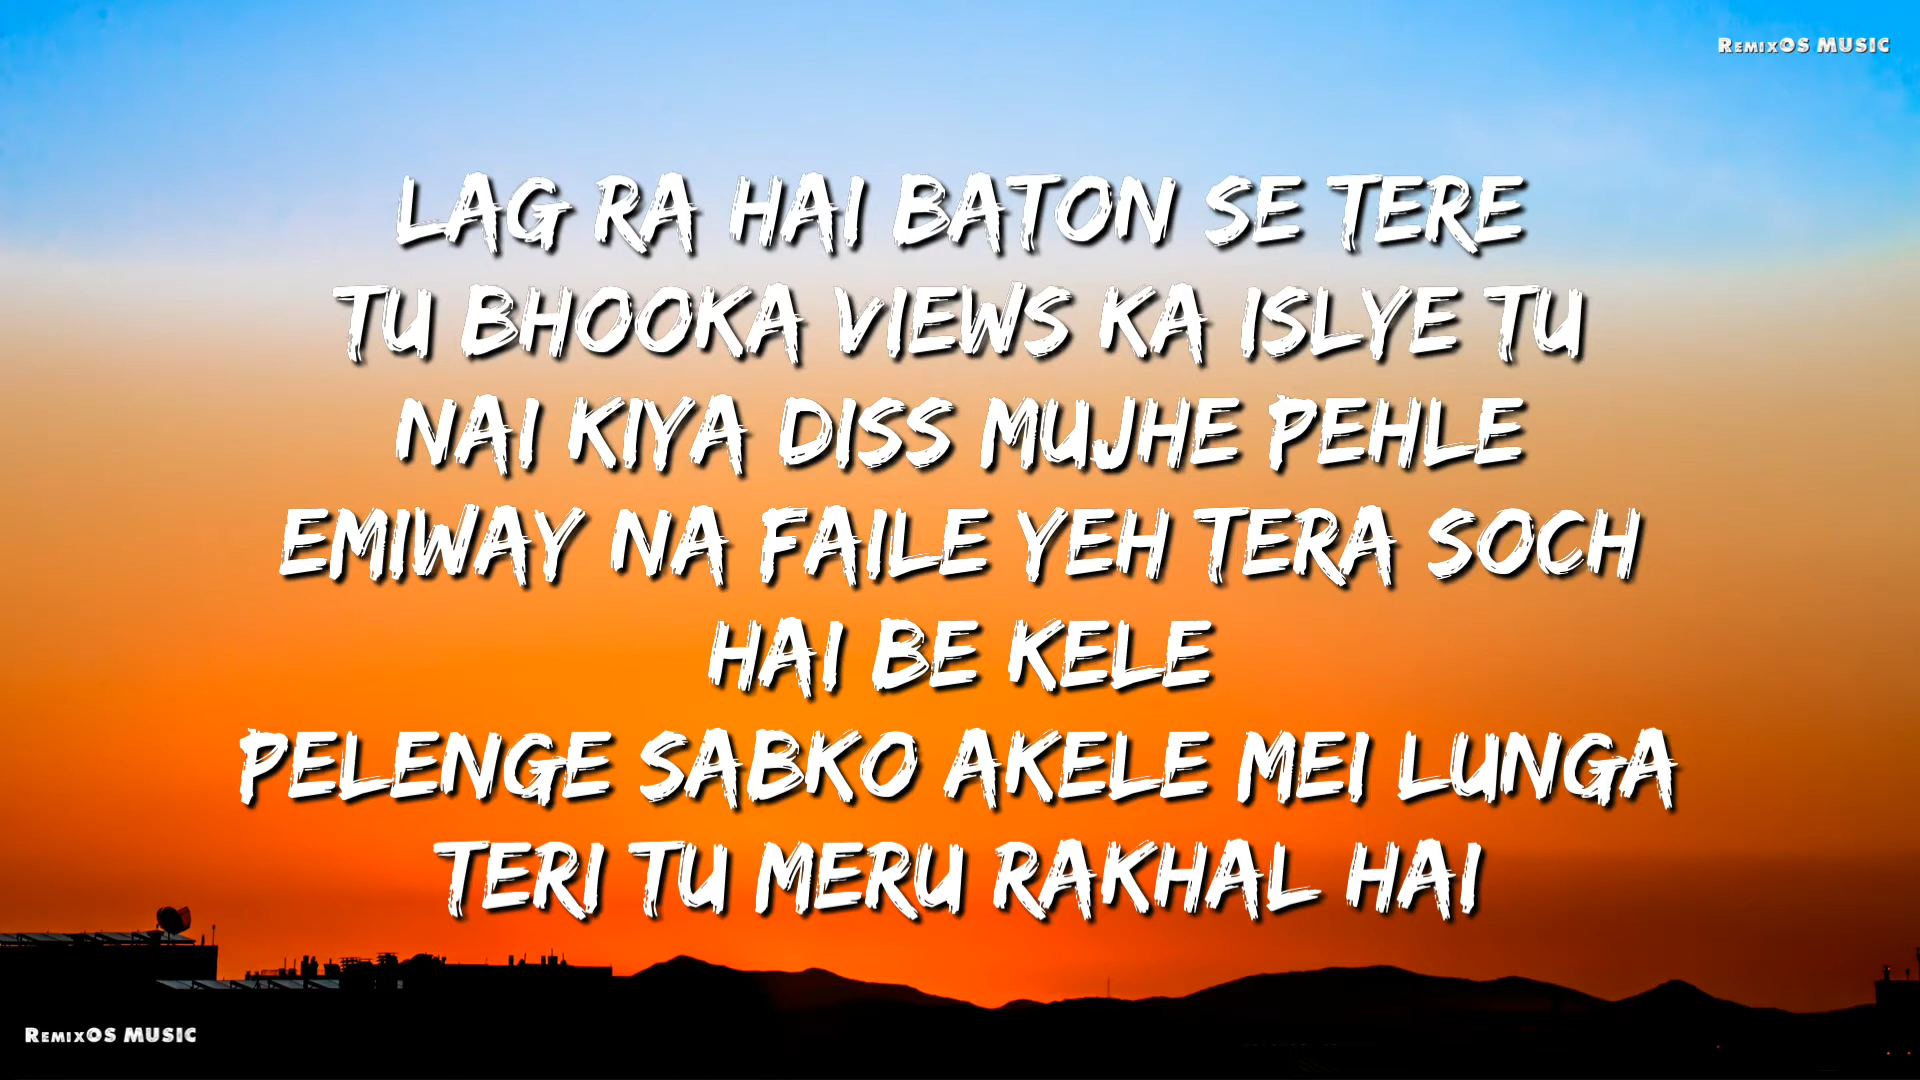 RemixOS MUSIC
LAG RA HAI BATON SE TERE
TU BHOOKA VIEWS KA ISLYE TU
NAI KIYA DISS MUJHE PEHLE
EMIWAY NA FAILE YEH TERA SOCH
HAI BE KELE
PELENGE SABKO AKELE MEI LUNGA
TERI TU MERU RAKHAL HAI
RemixOS MUSIC